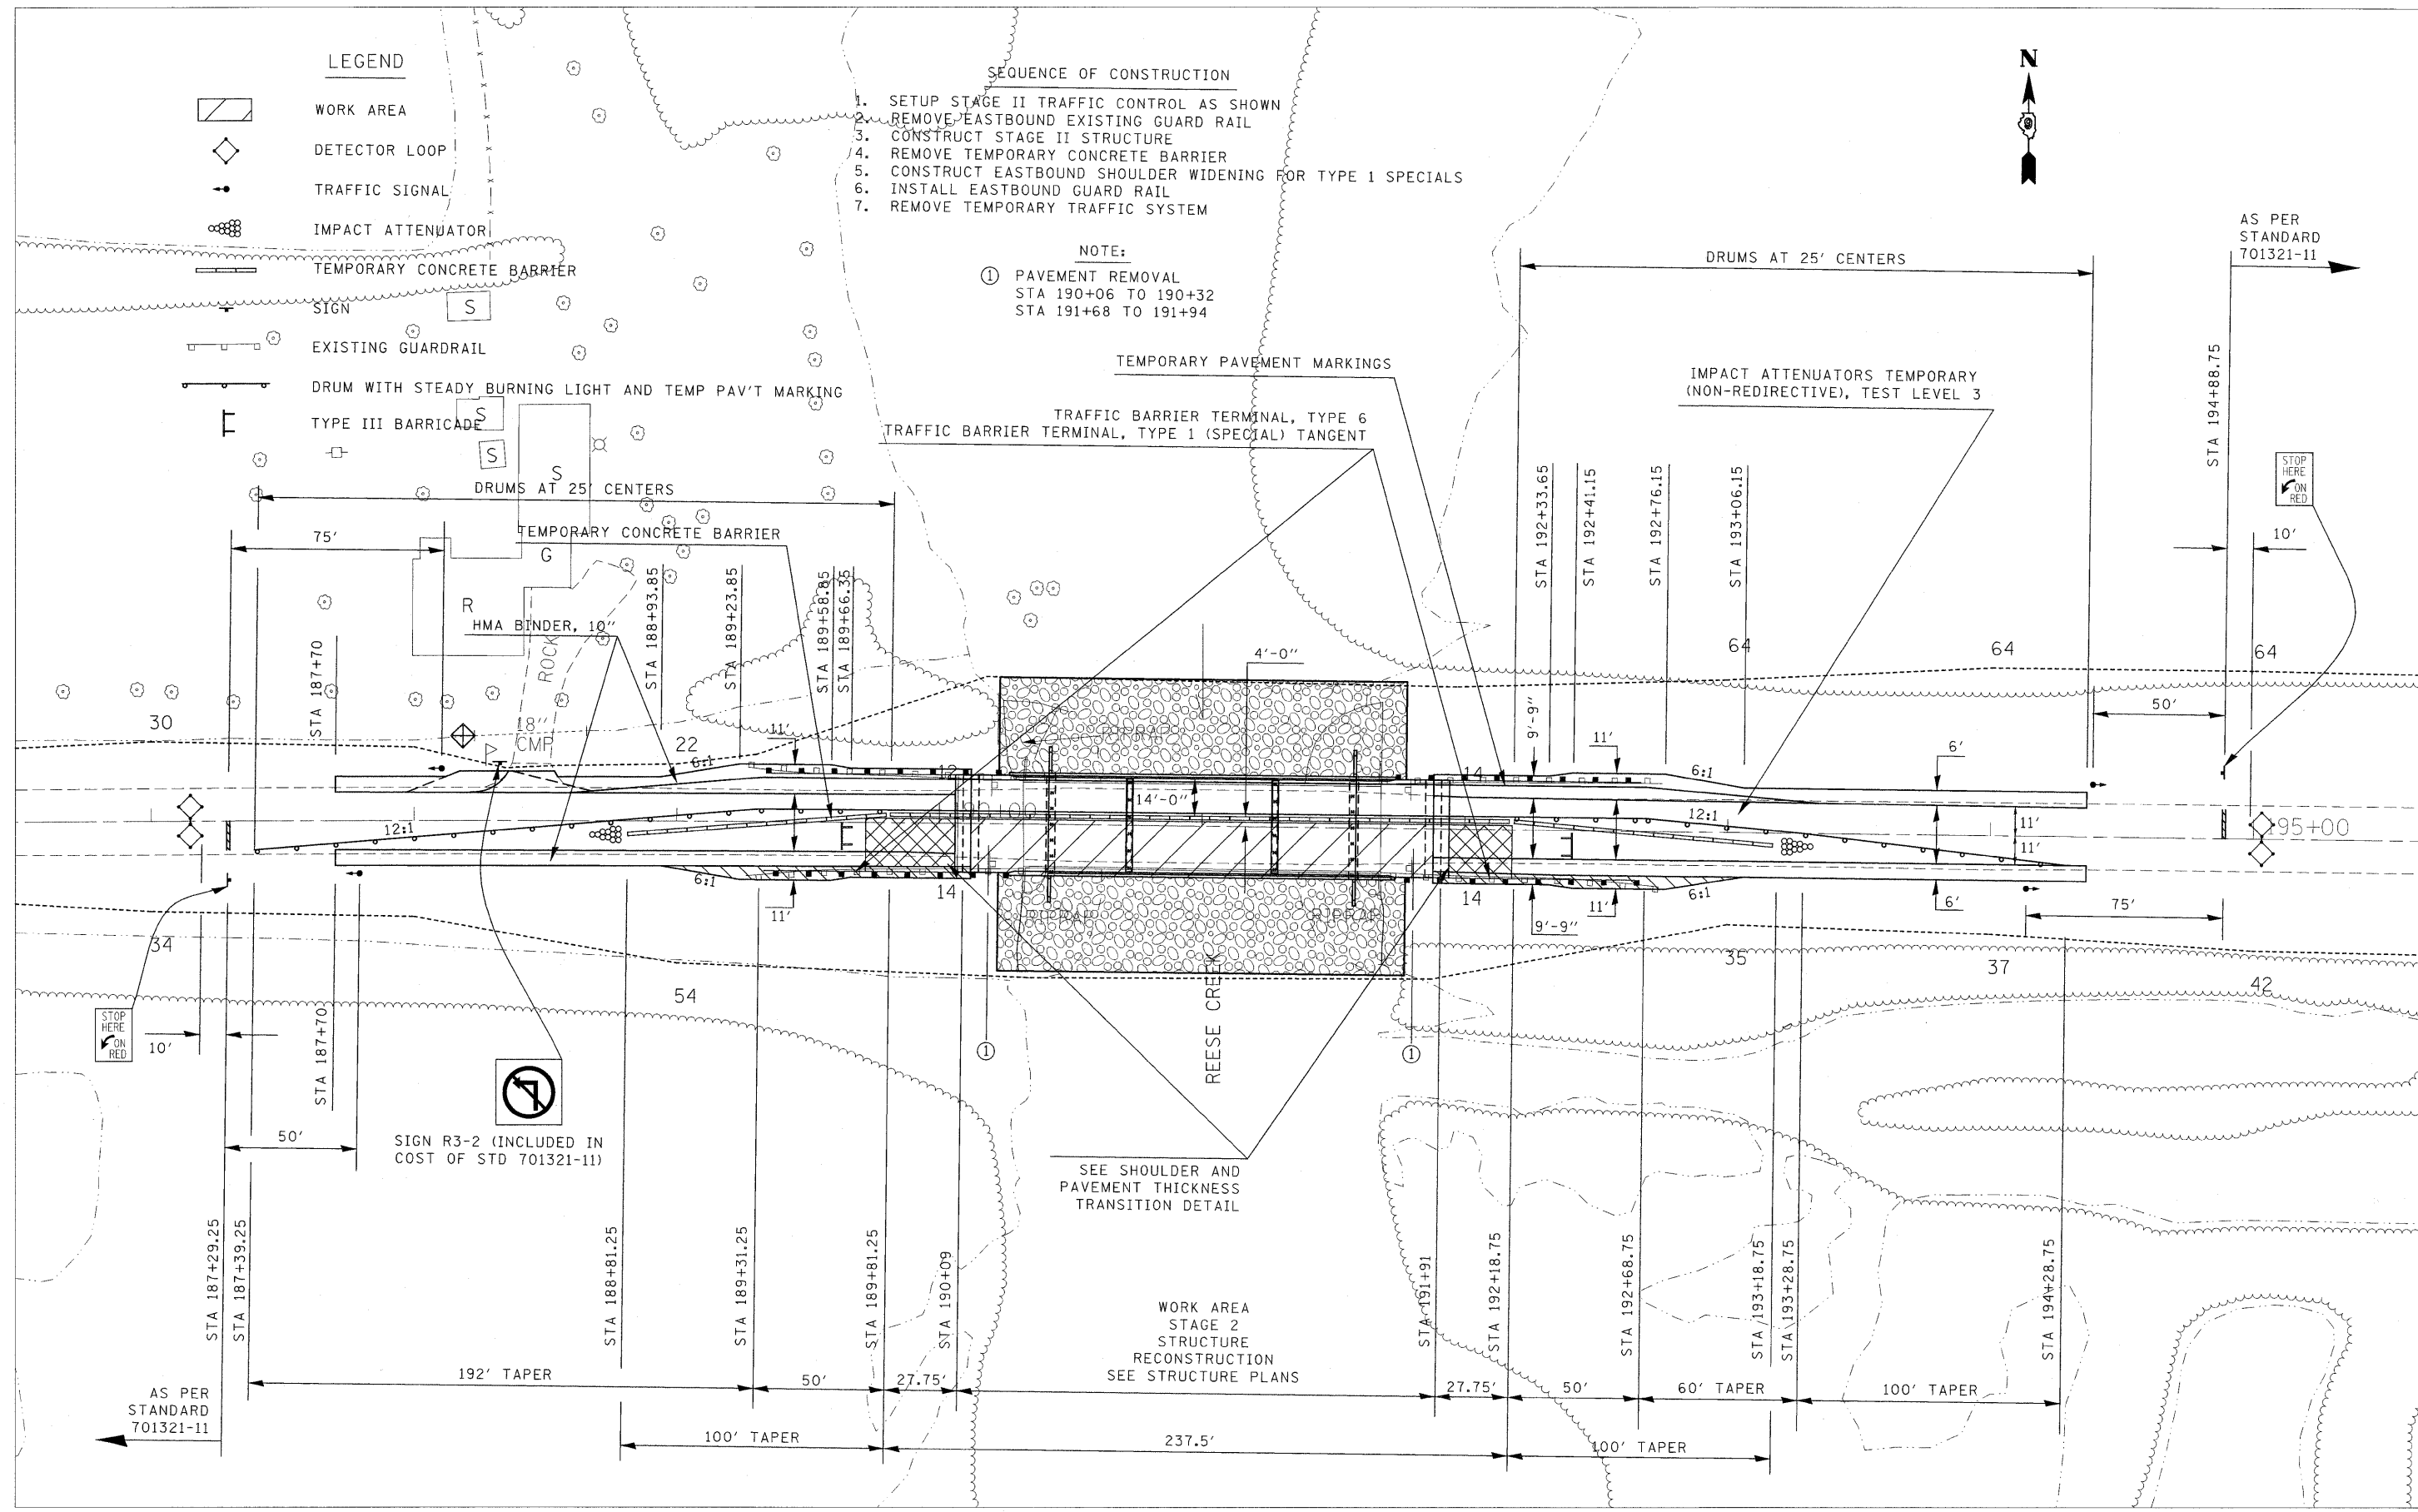 LEGEND
WORK AREA
DETECTOR LOOP
TRAFFIC SIGNAL
IMPACT ATTENUATOR
TEMPORARY CONCRETE BARRIER
SIGN
EXISTING GUARDRAIL
DRUM WITH STEADY BURNING LIGHT AND TEMP PAV'T MARKING
TYPE III BARRICADE
S
S
S
S
G
R
ROCK
SEQUENCE OF CONSTRUCTION
1. SETUP STAGE II TRAFFIC CONTROL AS SHOWN
2. REMOVE EASTBOUND EXISTING GUARD RAIL
3. CONSTRUCT STAGE II STRUCTURE
4. REMOVE TEMPORARY CONCRETE BARRIER
5. CONSTRUCT EASTBOUND SHOULDER WIDENING FOR TYPE 1 SPECIALS
6. INSTALL EASTBOUND GUARD RAIL
7. REMOVE TEMPORARY TRAFFIC SYSTEM
NOTE:
① PAVEMENT REMOVAL
STA 190+06 TO 190+32
STA 191+68 TO 191+94
N
AS PER
STANDARD
701321-11
DRUMS AT 25' CENTERS
TEMPORARY PAVEMENT MARKINGS
TRAFFIC BARRIER TERMINAL, TYPE 6
TRAFFIC BARRIER TERMINAL, TYPE 1 (SPECIAL) TANGENT
IMPACT ATTENUATORS TEMPORARY
(NON-REDIRECTIVE), TEST LEVEL 3
STA 194+88.75
STOP
HERE
ON
RED
10'
DRUMS AT 25' CENTERS
75'
TEMPORARY CONCRETE BARRIER
HMA BINDER, 10"
STA 187+70
STA 188+93.85
STA 189+23.85
STA 189+58.85
STA 189+66.35
STA 192+33.65
STA 192+41.15
STA 192+76.15
STA 193+06.15
64
64
64
4'-0"
30
18"
CMP
22
6:1
11'
12
RIPRAP
14
9'-9"
11'
6:1
6'
50'
14'-0"
190+00
12:1
12:1
11'
11'
195+00
6:1
11'
14
RIPRAP
RIPRAP
14
9'-9"
11'
6:1
6'
75'
34
54
35
37
42
REESE CREEK
STOP
HERE
ON
RED
10'
STA 187+70
50'
①
①
SIGN R3-2 (INCLUDED IN
COST OF STD 701321-11)
SEE SHOULDER AND
PAVEMENT THICKNESS
TRANSITION DETAIL
STA 187+29.25
STA 187+39.25
STA 188+81.25
STA 189+31.25
STA 189+81.25
STA 190+09
STA 191+91
STA 192+18.75
STA 192+68.75
STA 193+18.75
STA 193+28.75
STA 194+28.75
WORK AREA
STAGE 2
STRUCTURE
RECONSTRUCTION
SEE STRUCTURE PLANS
192' TAPER
50'
27.75'
27.75'
50'
60' TAPER
100' TAPER
AS PER
STANDARD
701321-11
100' TAPER
237.5'
100' TAPER